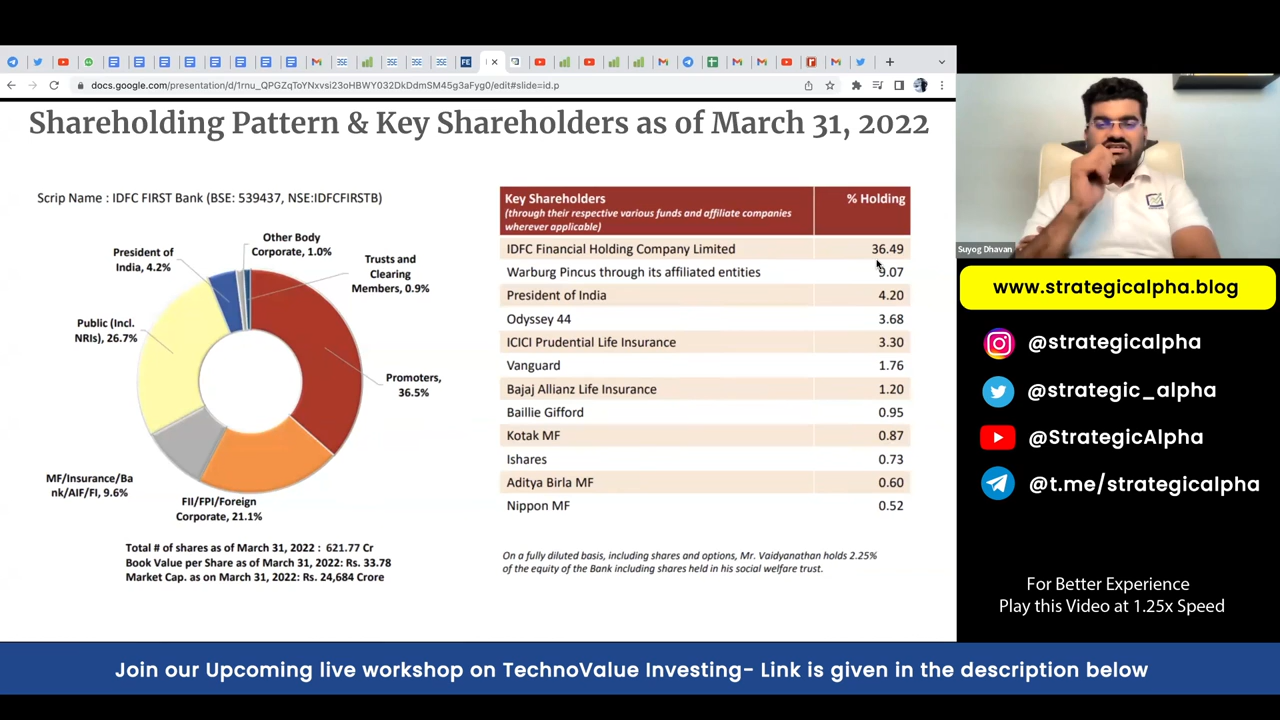 docs.google.com/presentation/d/1rnu_QPGZqToYNxvsi23oHBWY032DkDdmSM45g3aFyg0/edit#slide=id.p
Shareholding Pattern & Key Shareholders as of March 31, 2022
Scrip Name : IDFC FIRST Bank (BSE: 539437, NSE:IDFCFIRSTB)
Other Body
Corporate, 1.0%
President of
India, 4.2%
Trusts and
Clearing
Members, 0.9%
Public (Incl.
NRIs), 26.7%
Promoters,
36.5%
MF/Insurance/Ba
nk/AIF/FI, 9.6%
FII/FPI/Foreign
Corporate, 21.1%
Total # of shares as of March 31, 2022 : 621.77 Cr
Book Value per Share as of March 31, 2022: Rs. 33.78
Market Cap. as on March 31, 2022: Rs. 24,684 Crore
Key Shareholders % Holding
(through their respective various funds and affiliate companies
wherever applicable)
IDFC Financial Holding Company Limited 36.49
Warburg Pincus through its affiliated entities 9.07
President of India 4.20
Odyssey 44 3.68
ICICI Prudential Life Insurance 3.30
Vanguard 1.76
Bajaj Allianz Life Insurance 1.20
Baillie Gifford 0.95
Kotak MF 0.87
Ishares 0.73
Aditya Birla MF 0.60
Nippon MF 0.52
On a fully diluted basis, including shares and options, Mr. Vaidyanathan holds 2.25%
of the equity of the Bank including shares held in his social welfare trust.
Suyog Dhavan
www.strategicalpha.blog
@strategicalpha
@strategic_alpha
@StrategicAlpha
@t.me/strategicalpha
For Better Experience
Play this Video at 1.25x Speed
Join our Upcoming live workshop on TechnoValue Investing- Link is given in the description below